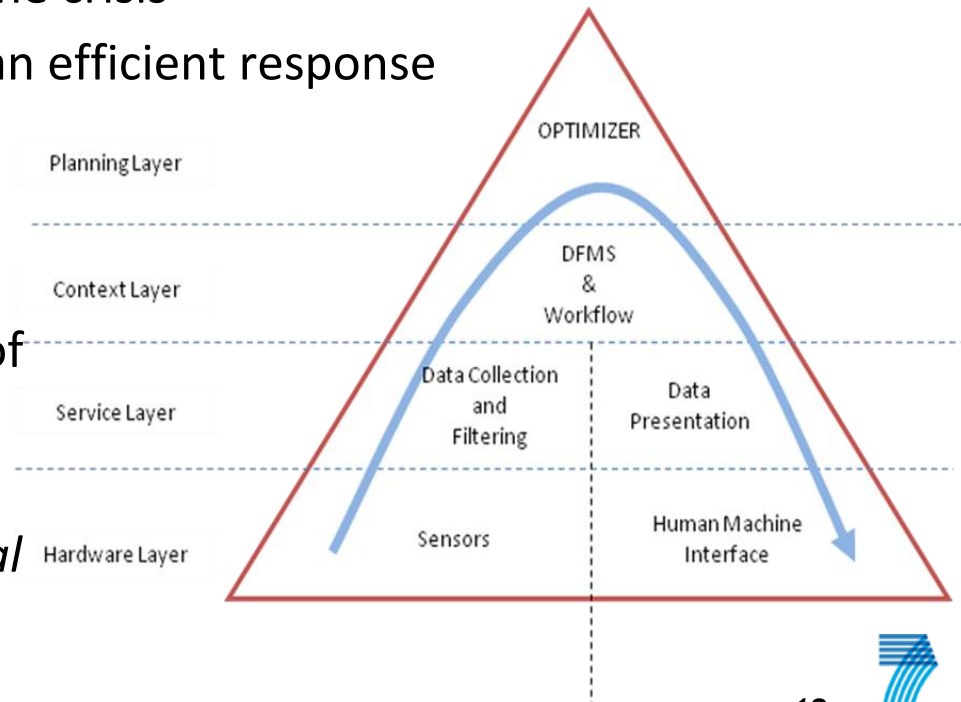 an efficient response
OPTIMIZER
Planning Layer
DFMS
&
Workflow
Context Layer
of
Data Collection
and
Filtering
Data
Presentation
Service Layer
Sensors
Human Machine
Interface
Hardware Layer